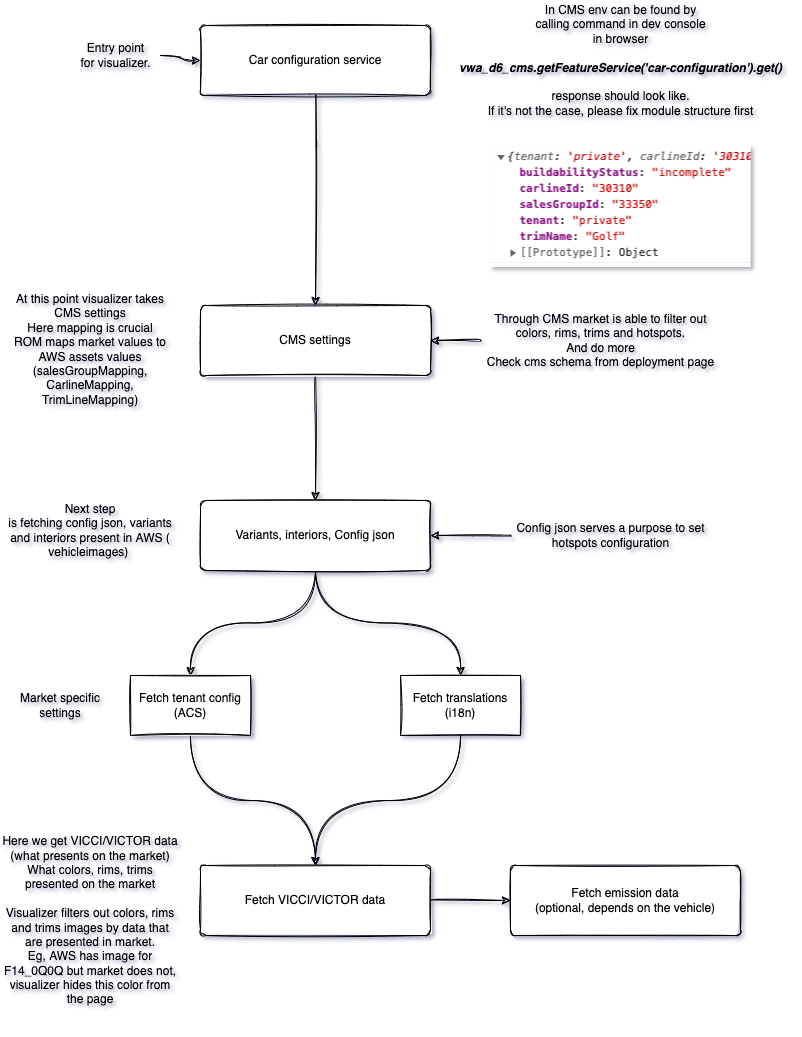 In CMS env can be found by
calling command in dev console
in browser
vwa_d6_cms.getFeatureService('car-configuration').get()
response should look like.
If it's not the case, please fix module structure first
Entry point
for visualizer.
Car configuration service
{tenant: 'private', carlineId: '30310
buildabilityStatus: "incomplete"
carlineId: "30310"
salesGroupId: "33350"
tenant: "private"
trimName: "Golf"
[[Prototype]]: Object
At this point visualizer takes
CMS settings
Here mapping is crucial
ROM maps market values to
AWS assets values
(salesGroupMapping,
CarlineMapping,
TrimLineMapping)
CMS settings
Through CMS market is able to filter out
colors, rims, trims and hotspots.
And do more
Check cms schema from deployment page
Next step
is fetching config json, variants
and interiors present in AWS (
vehicleimages)
Variants, interiors, Config json
Config json serves a purpose to set
hotspots configuration
Market specific
settings
Fetch tenant config
(ACS)
Fetch translations
(i18n)
Here we get VICCI/VICTOR data
(what presents on the market)
What colors, rims, trims
presented on the market
Visualizer filters out colors, rims
and trims images by data that
are presented in market.
Eg, AWS has image for
F14_0Q0Q but market does not,
visualizer hides this color from
the page
Fetch VICCI/VICTOR data
Fetch emission data
(optional, depends on the vehicle)